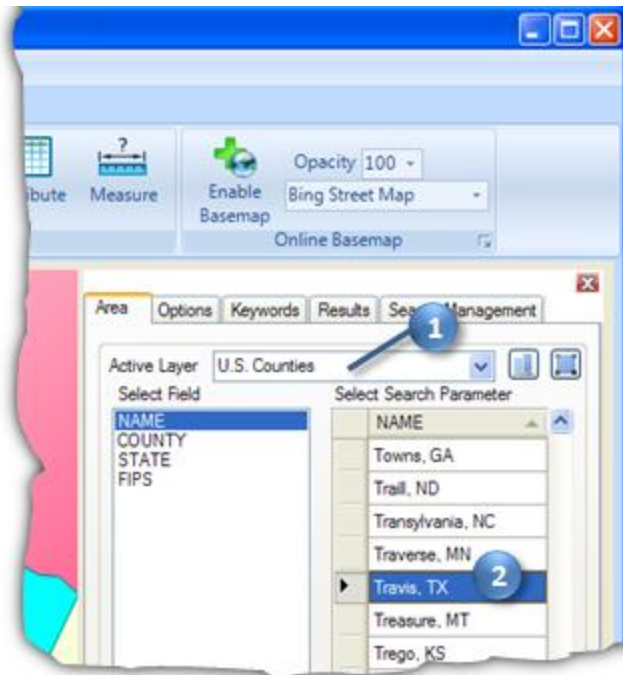 ?
ibute
Measure
Enable
Basemap
Opacity 100
Bing Street Map
Online Basemap
Area Options Keywords Results Management
1
Active Layer U.S. Counties
Select Field Select Search Parameter
NAME
COUNTY
STATE
FIPS
NAME
Towns, GA
Traill, ND
Transylvania, NC
Traverse, MN
Travis, TX
2
Treasure, MT
Trego, KS